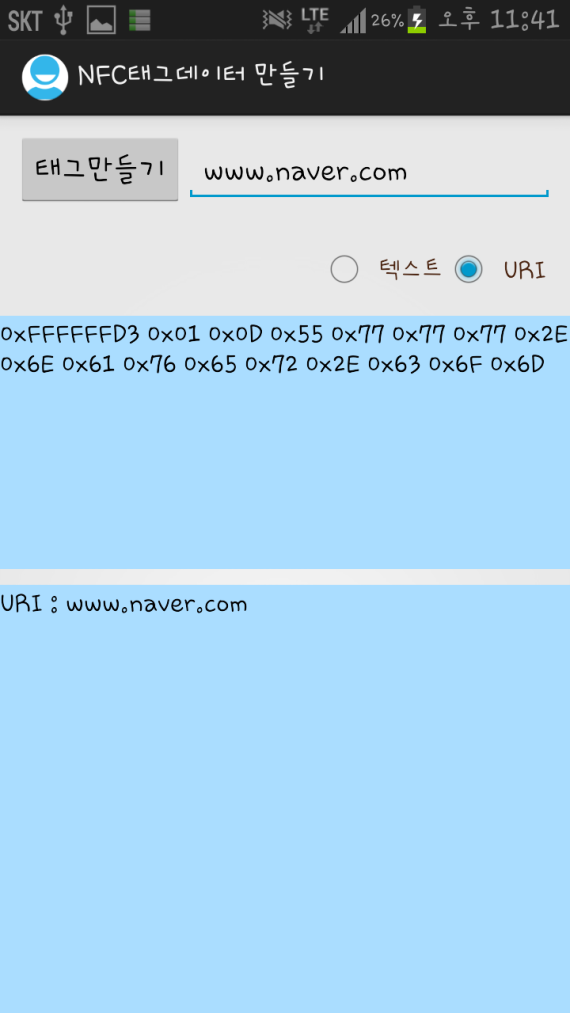 SKT LTE 26% 오후 11:41
NFC태그데이터 만들기
태그만들기 www.naver.com
텍스트 URI
0xFFFFFFD3 0x01 0x0D 0x55 0x77 0x77 0x77 0x2E
0x6E 0x61 0x76 0x65 0x72 0x2E 0x63 0x6F 0x6D
URI : www.naver.com